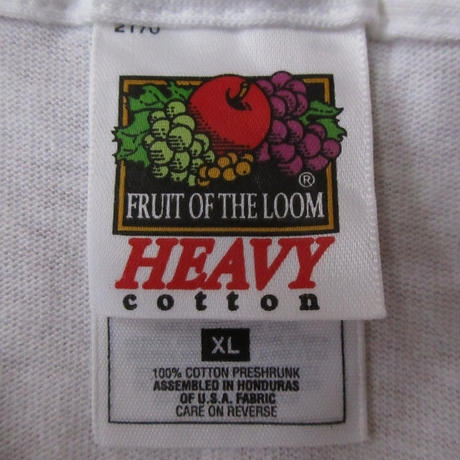 ®
FRUIT OF THE LOOM
HEAVY
cotton
XL
100% COTTON PRESHRUNK
ASSEMBLED IN HONDURAS
OF U.S.A. FABRIC
CARE ON REVERSE